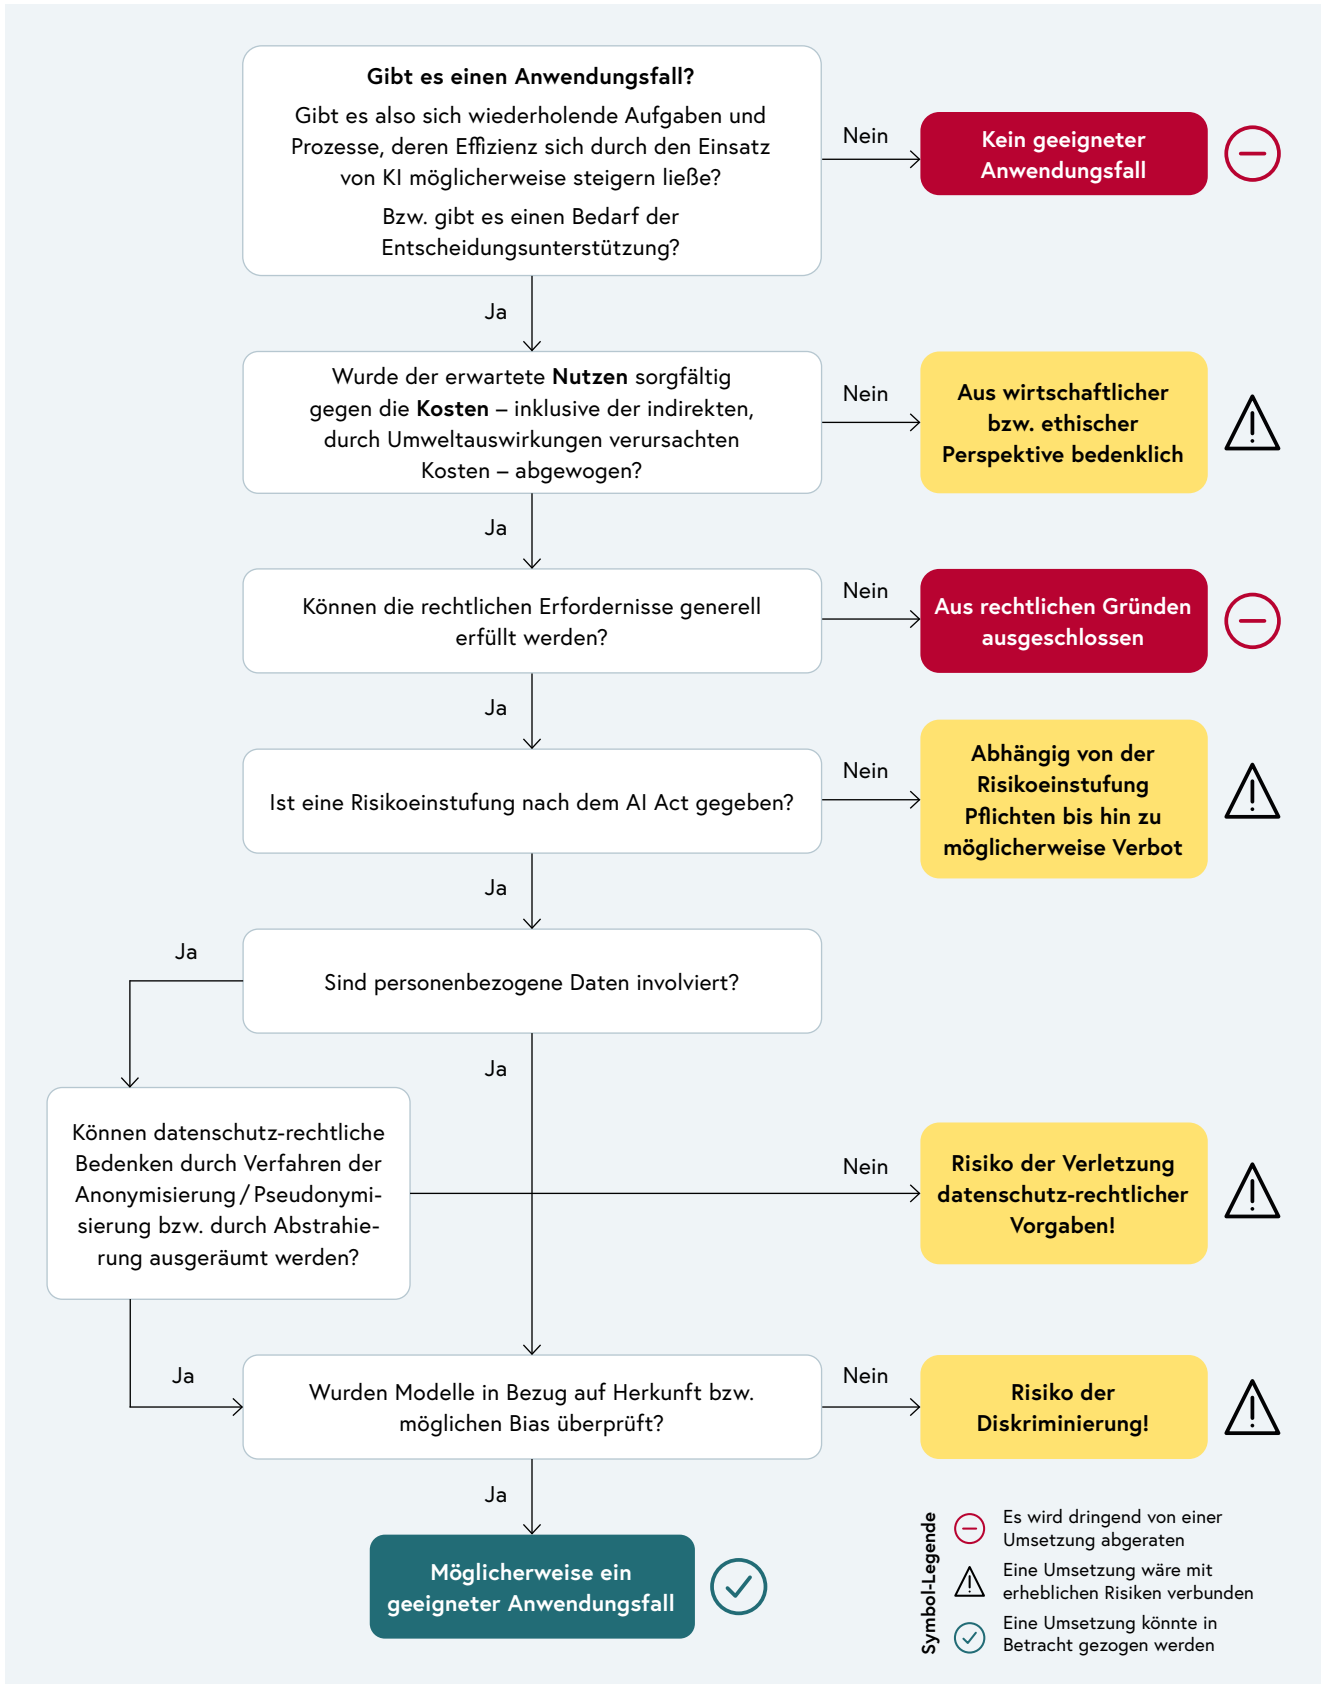 Gibt es einen Anwendungsfall?
Gibt es also sich wiederholende Aufgaben und
Prozesse, deren Effizienz sich durch den Einsatz
von KI möglicherweise steigern ließe?
Bzw. gibt es einen Bedarf der
Entscheidungsunterstützung?
Nein
Kein geeigneter
Anwendungsfall
Ja
Wurde der erwartete Nutzen sorgfältig
gegen die Kosten – inklusive der indirekten,
durch Umweltauswirkungen verursachten
Kosten – abgewogen?
Nein
Aus wirtschaftlicher
bzw. ethischer
Perspektive bedenklich
Ja
Können die rechtlichen Erfordernisse generell
erfüllt werden?
Nein
Aus rechtlichen Gründen
ausgeschlossen
Ja
Ist eine Risikoeinstufung nach dem AI Act gegeben?
Nein
Abhängig von der
Risikoeinstufung
Pflichten bis hin zu
möglicherweise Verbot
Ja
Sind personenbezogene Daten involviert?
Ja
Ja
Können datenschutz-rechtliche
Bedenken durch Verfahren der
Anonymisierung / Pseudonymi-
sierung bzw. durch Abstrahie-
rung ausgeräumt werden?
Nein
Risiko der Verletzung
datenschutz-rechtlicher
Vorgaben!
Ja
Wurden Modelle in Bezug auf Herkunft bzw.
möglichen Bias überprüft?
Nein
Risiko der
Diskriminierung!
Ja
Möglicherweise ein
geeigneter Anwendungsfall
Symbol-Legende
Es wird dringend von einer
Umsetzung abgeraten
Eine Umsetzung wäre mit
erheblichen Risiken verbunden
Eine Umsetzung könnte in
Betracht gezogen werden